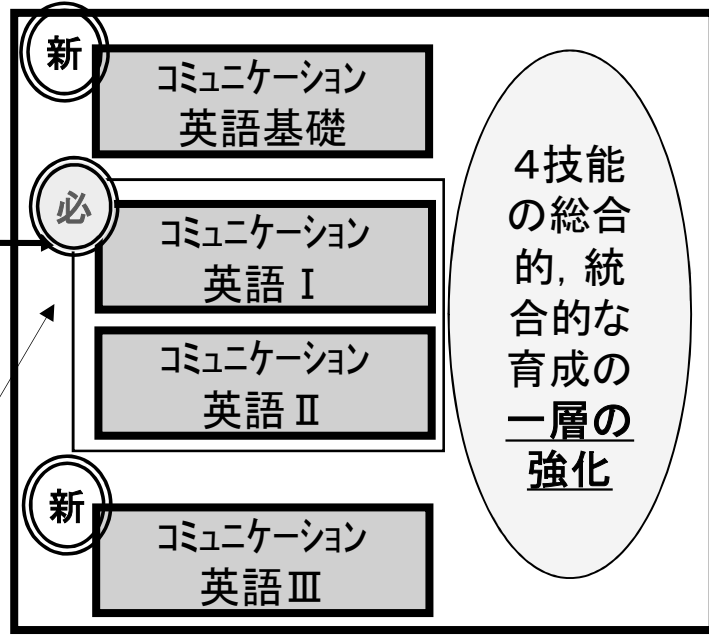 新
コミュニケーション
英語基礎
必
コミュニケーション
英語Ⅰ
コミュニケーション
英語Ⅱ
新
コミュニケーション
英語Ⅲ
４技能
の総合
的，統
合的な
育成の
一層の
強化